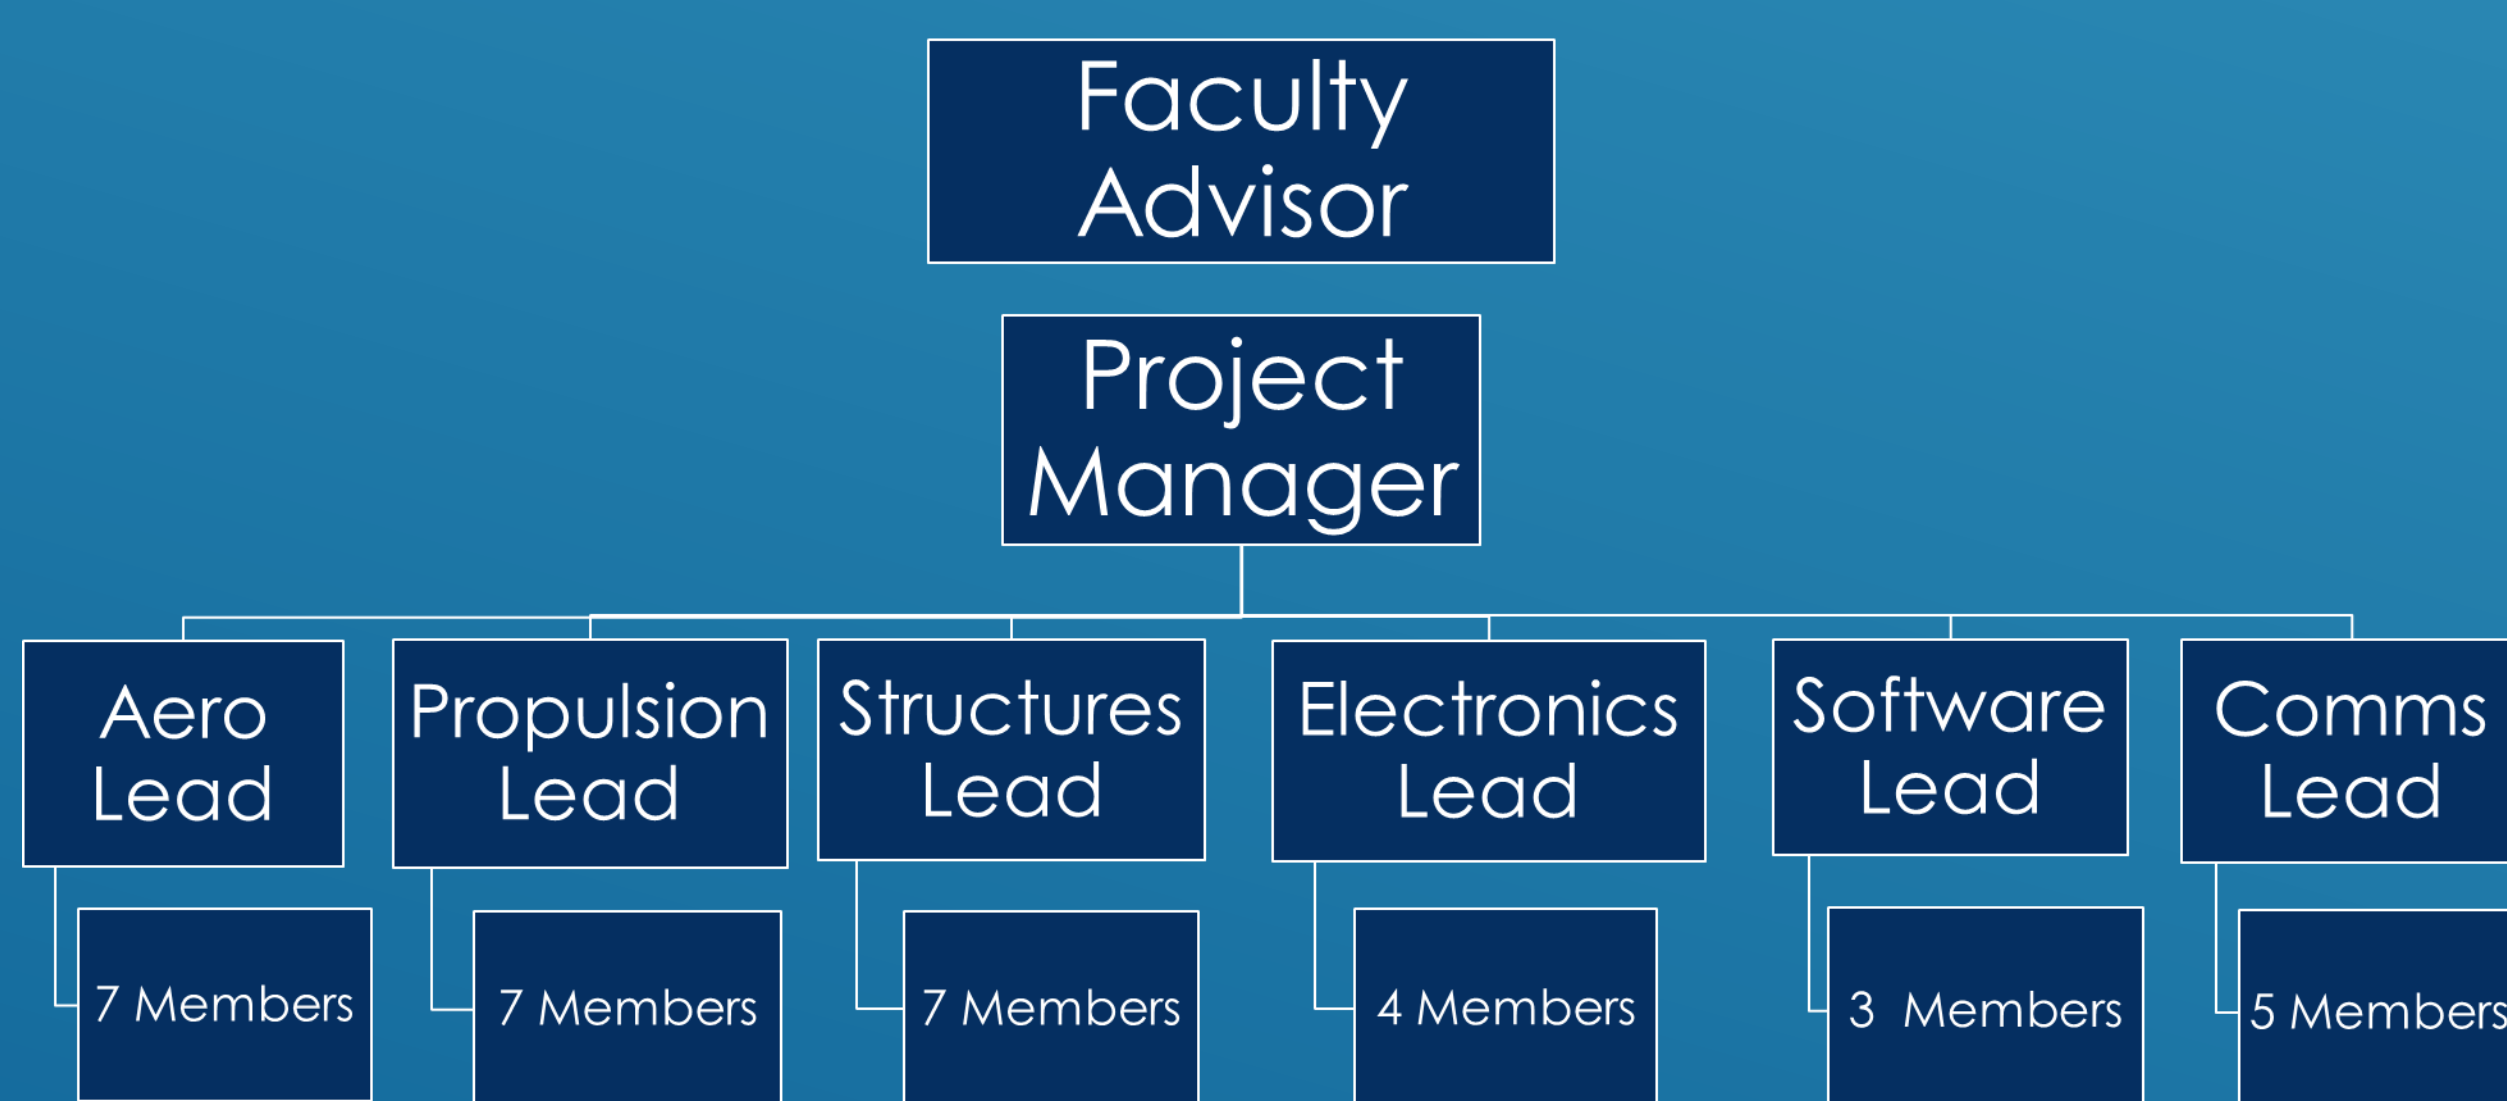 Faculty
Advisor
Project
Manager
Aero
Lead
Propulsion
Lead
Structures
Lead
Electronics
Lead
Software
Lead
Comms
Lead
7 Members
7 Members
7 Members
4 Members
3  Members
5 Members